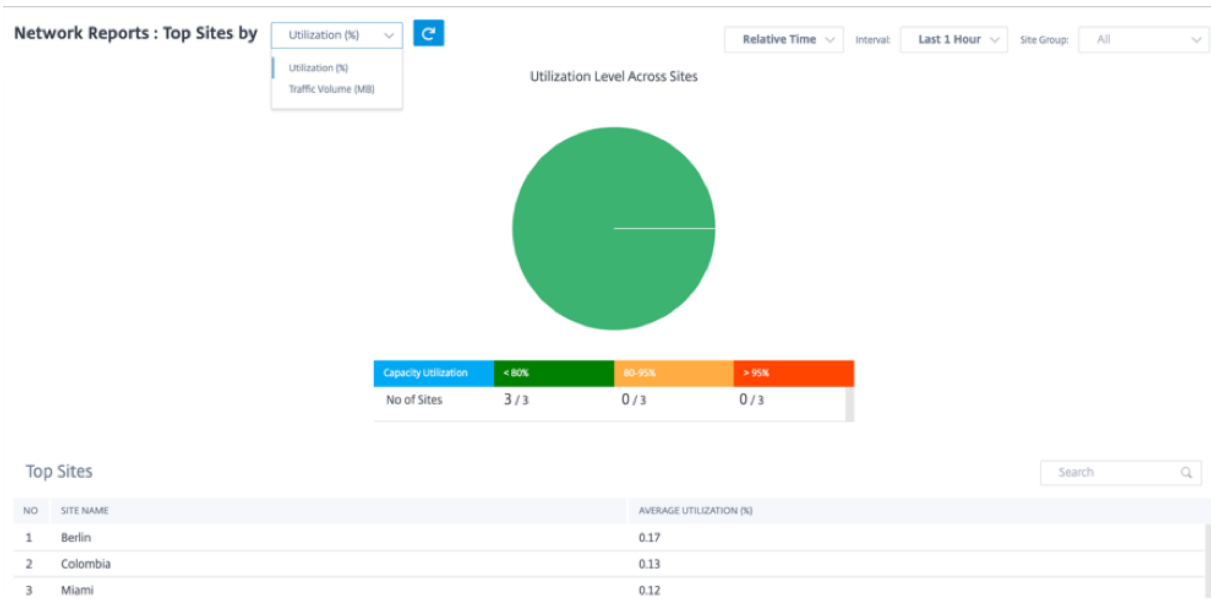 Network Reports : Top Sites by Utilization (%) Relative Time Interval: Last 1 Hour Site Group: All
Utilization (%)
Traffic Volume (MB)
Utilization Level Across Sites
Capacity Utilization < 80% 80-95% > 95%
No of Sites 3 / 3 0 / 3 0 / 3
Top Sites Search
NO SITE NAME AVERAGE UTILIZATION (%)
1 Berlin 0.17
2 Colombia 0.13
3 Miami 0.12